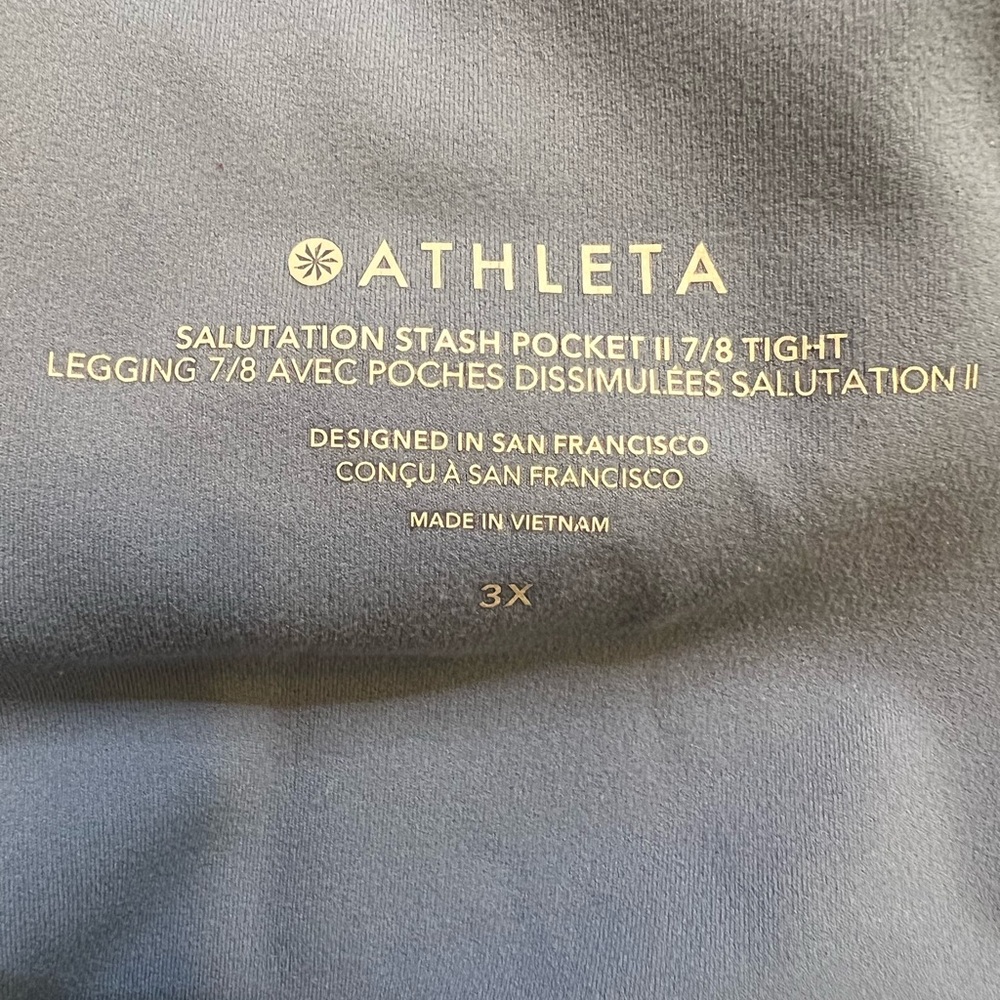 ATHLETA
SALUTATION STASH POCKET II 7/8 TIGHT
LEGGING 7/8 AVEC POCHES DISSIMULÉES SALUTATION II
DESIGNED IN SAN FRANCISCO
CONÇU À SAN FRANCISCO
MADE IN VIETNAM
3X